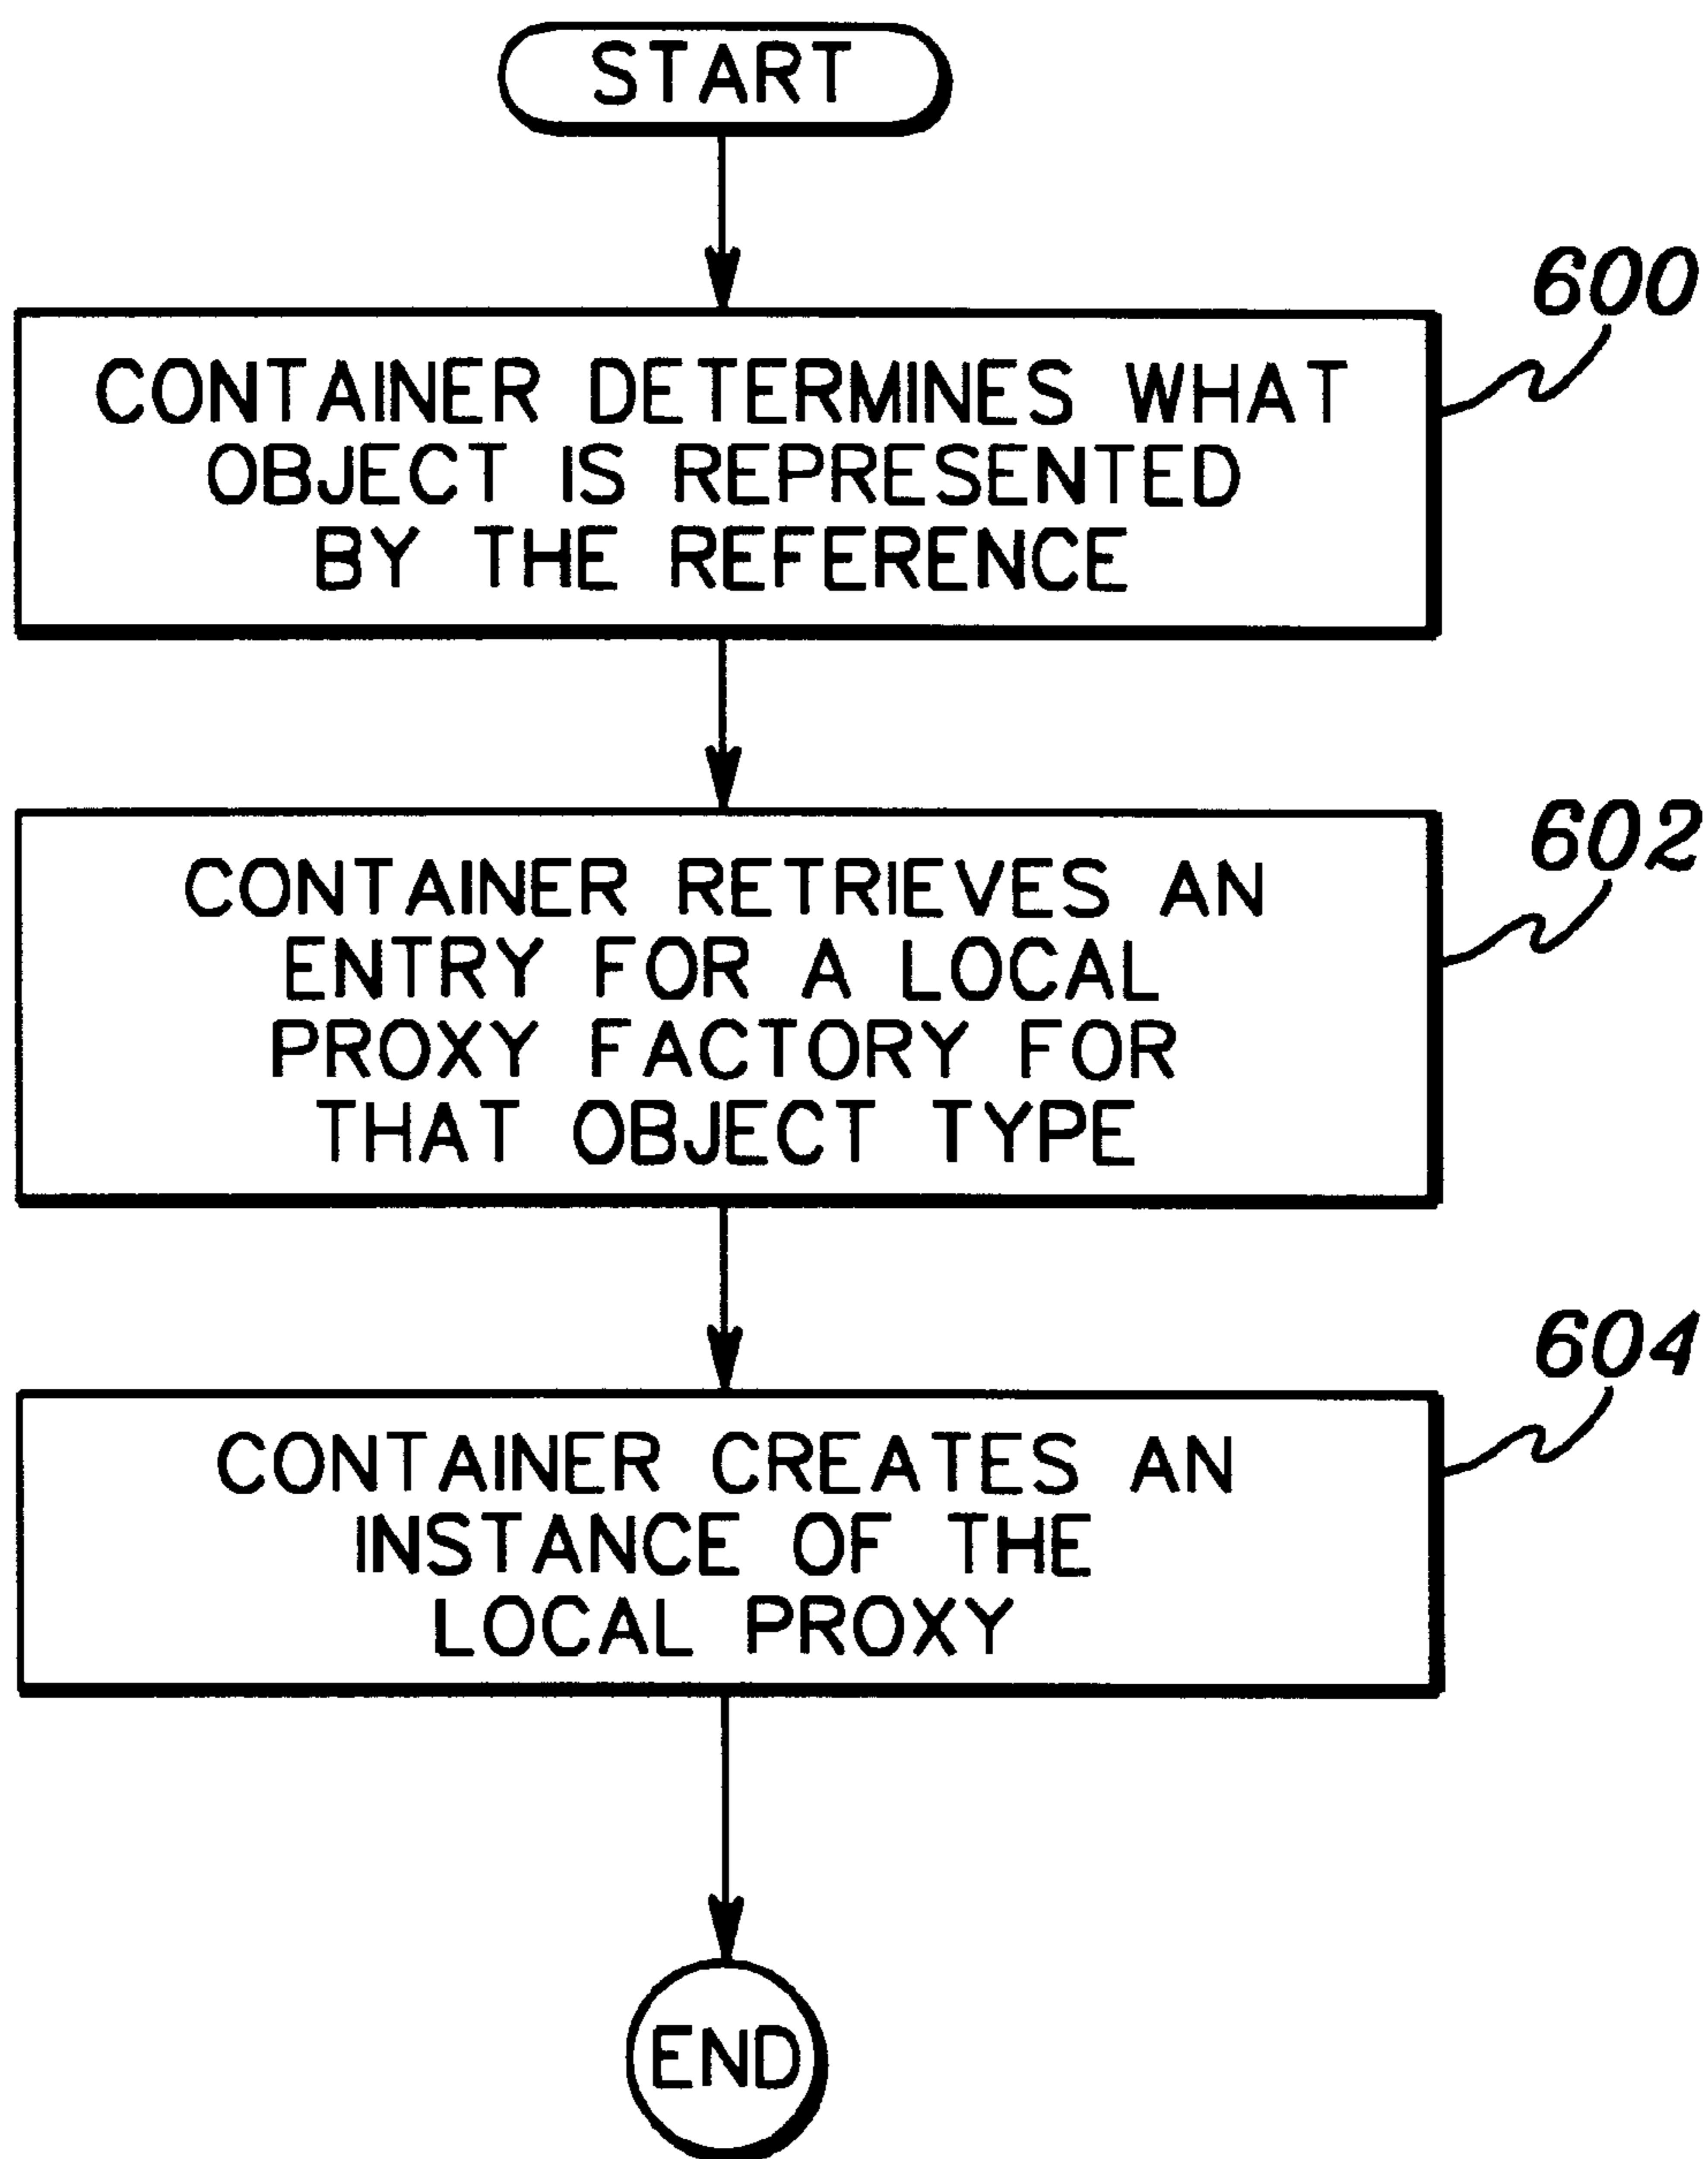 START
600
CONTAINER DETERMINES WHAT
OBJECT IS REPRESENTED
BY THE REFERENCE
602
CONTAINER RETRIEVES AN
ENTRY FOR A LOCAL
PROXY FACTORY FOR
THAT OBJECT TYPE
604
CONTAINER CREATES AN
INSTANCE OF THE
LOCAL PROXY
END